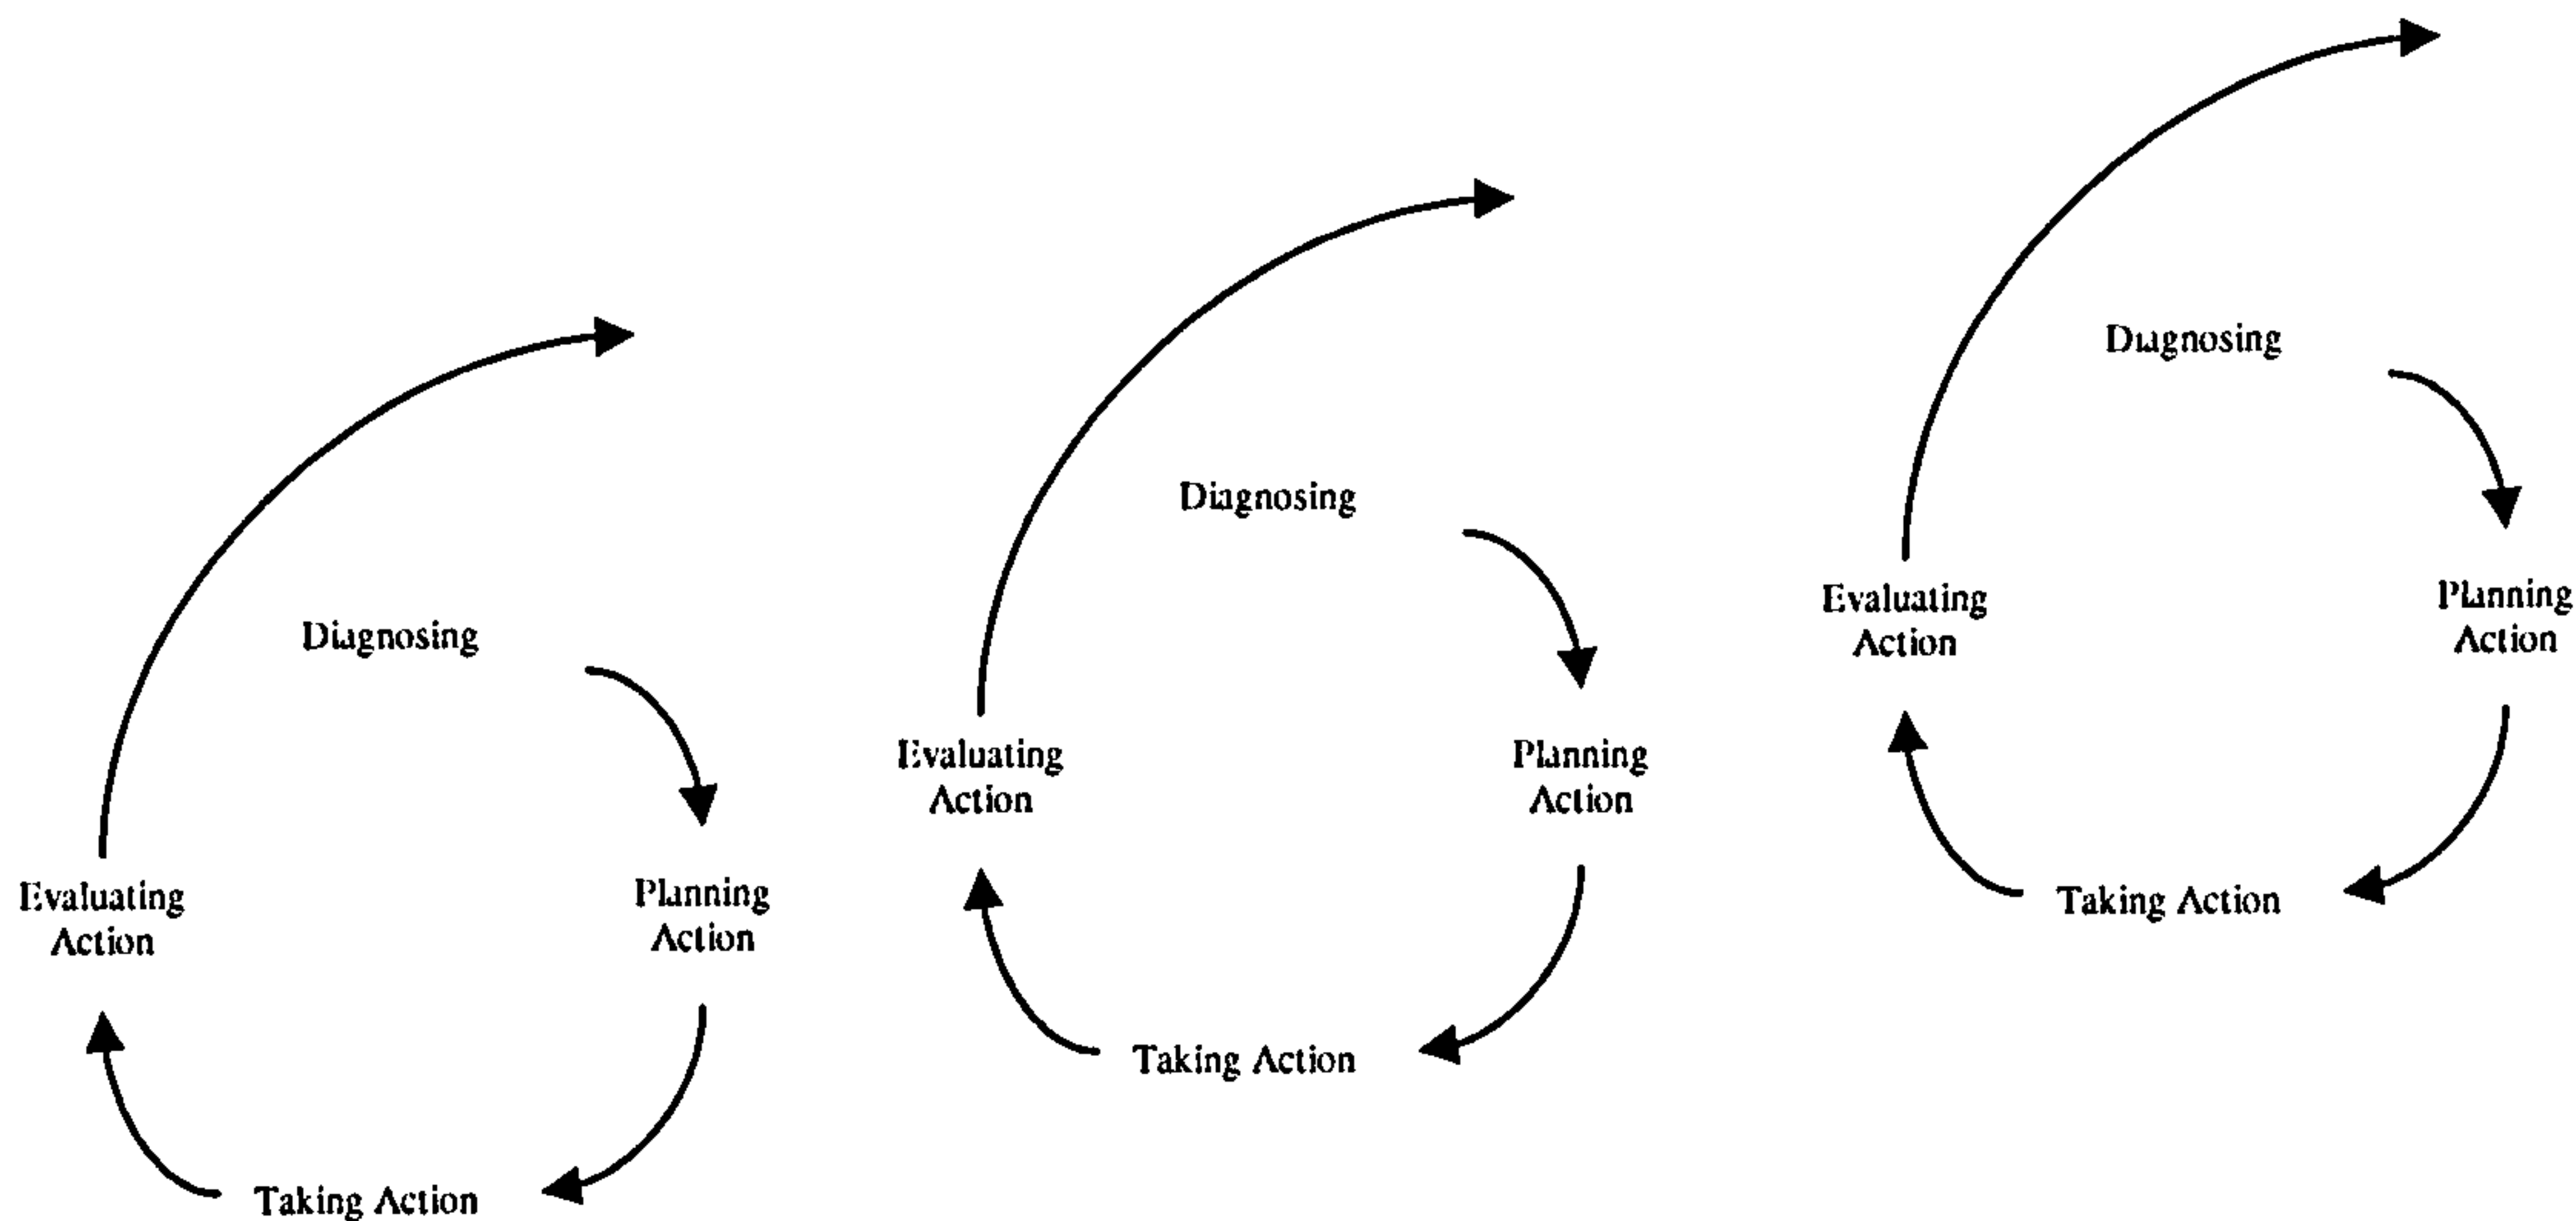 Diagnosing
Evaluating
Action
Planning
Action
Taking Action
Diagnosing
Evaluating
Action
Planning
Action
Taking Action
Diagnosing
Evaluating
Action
Planning
Action
Taking Action